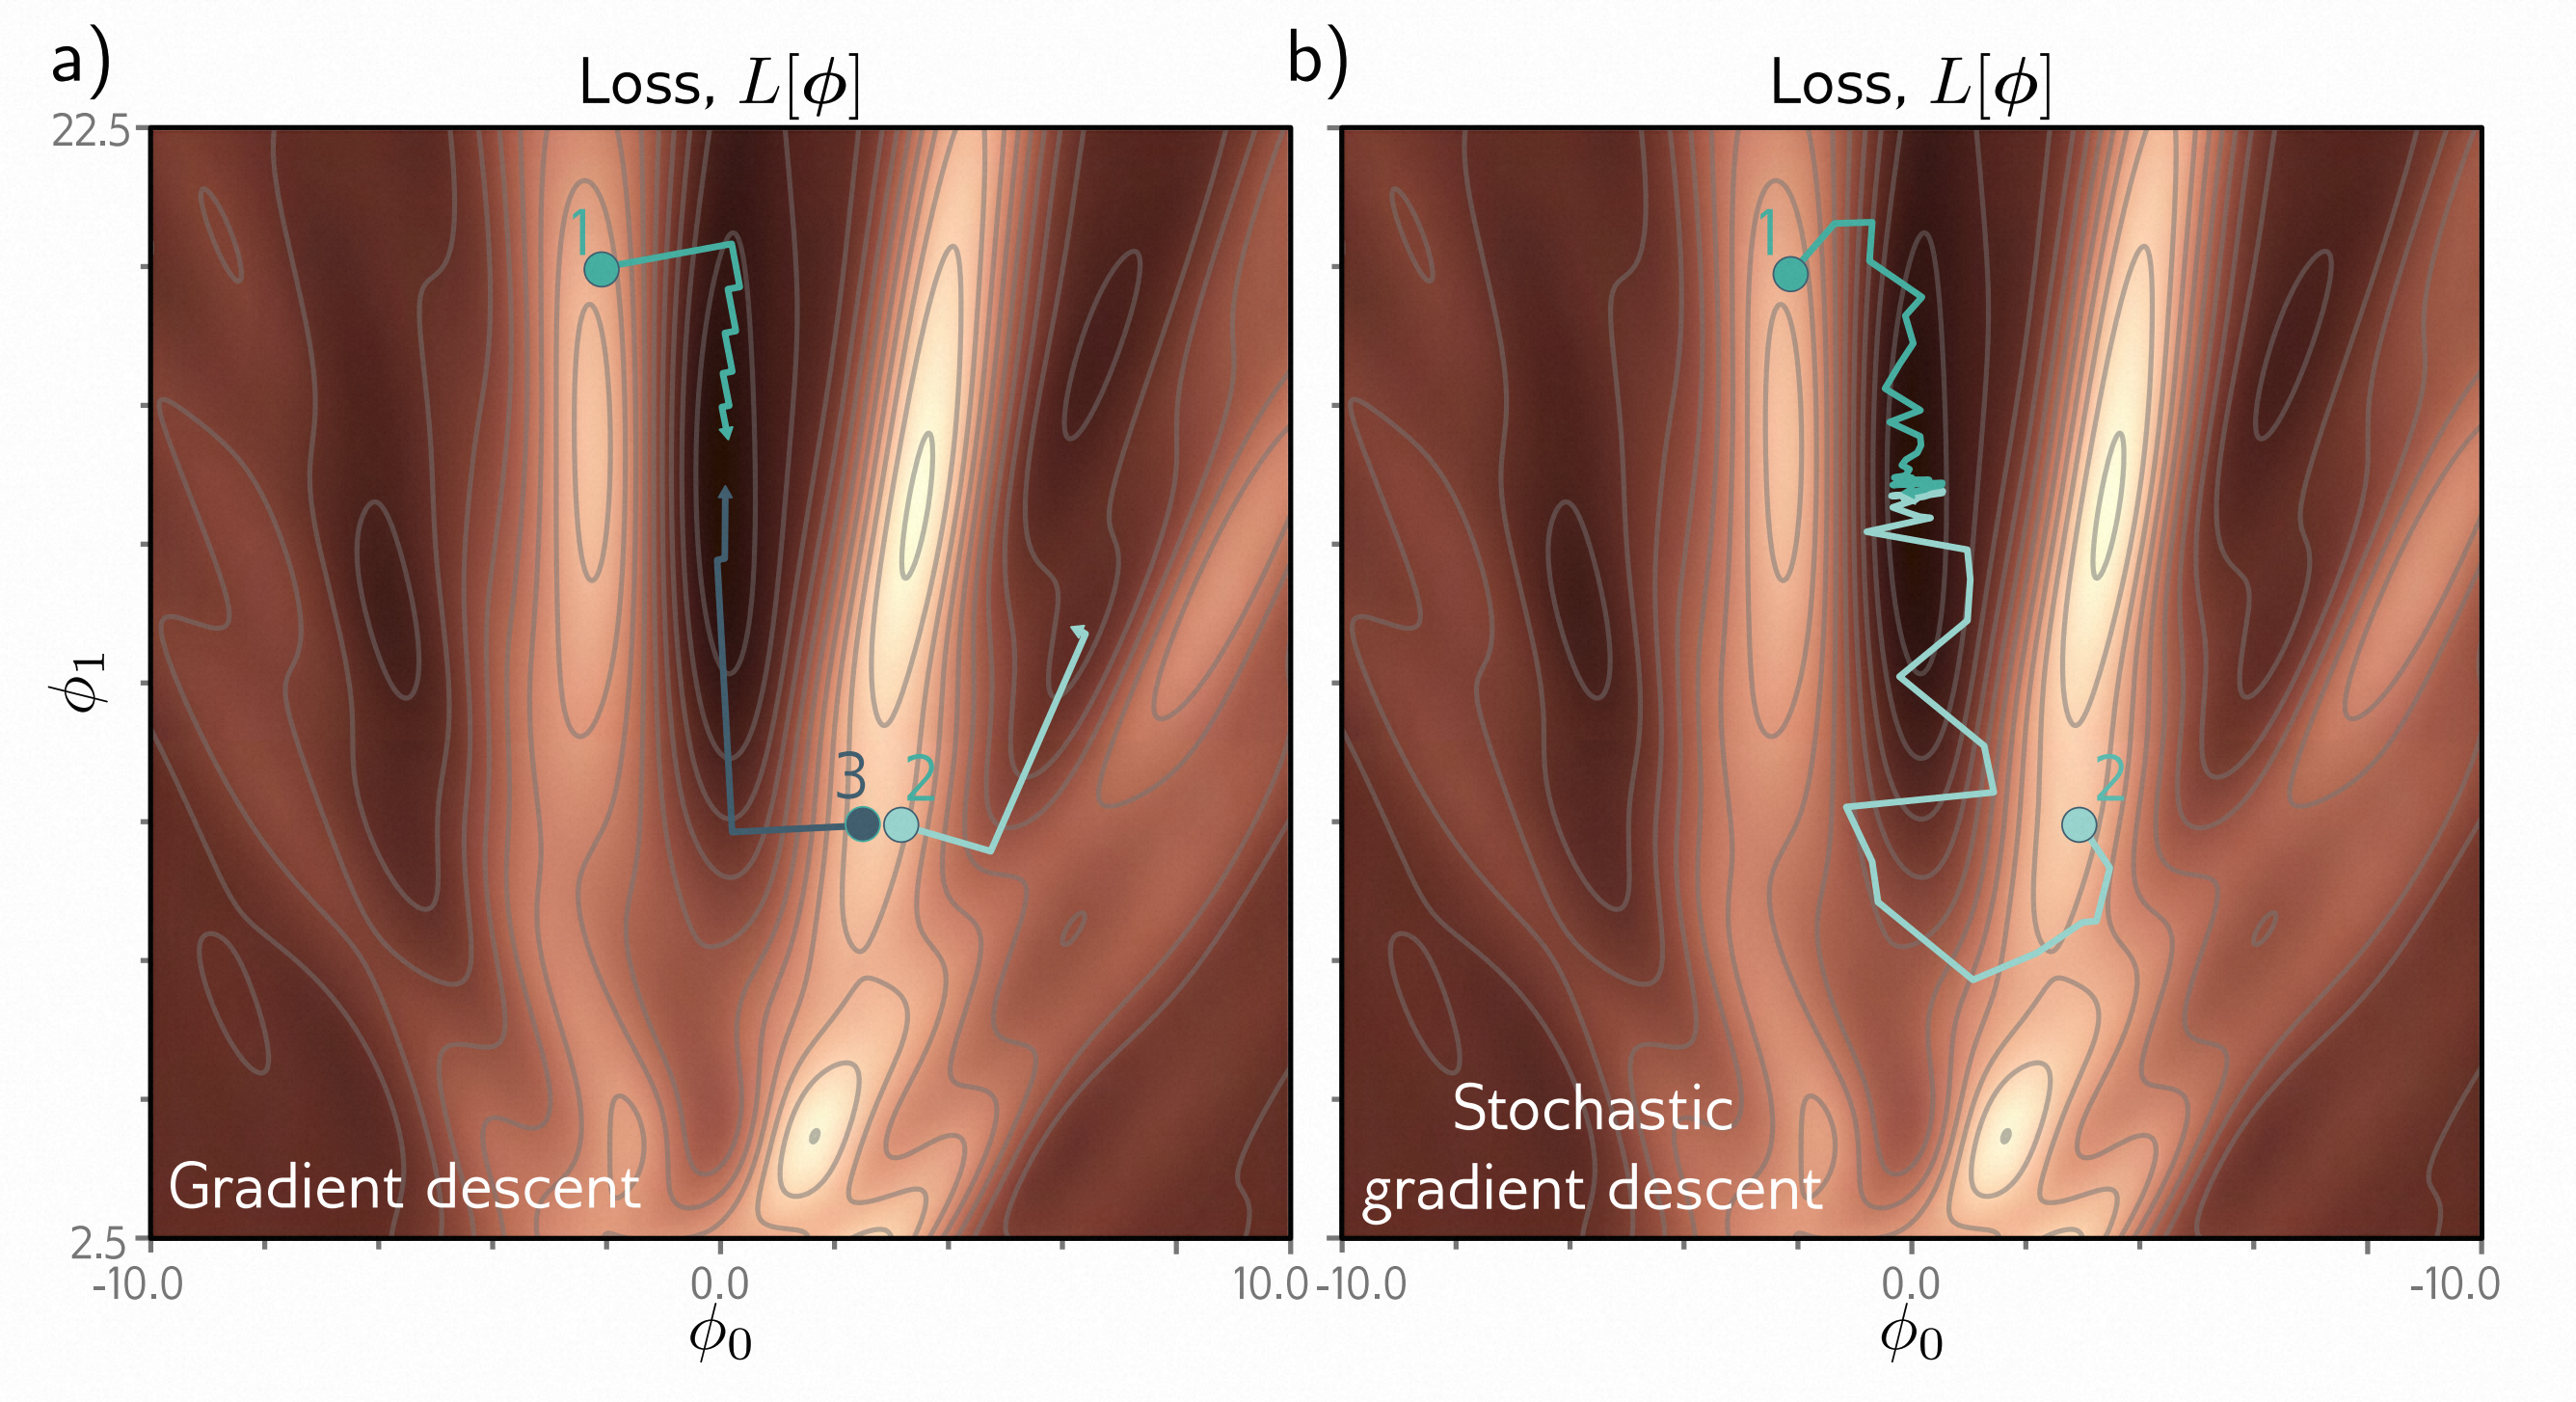 a)
Loss, L[ϕ]
22.5
ϕ₁
2.5
1
3
2
Gradient descent
-10.0
0.0
10.0
ϕ₀
b)
Loss, L[ϕ]
1
2
Stochastic
gradient descent
-10.0
0.0
-10.0
ϕ₀